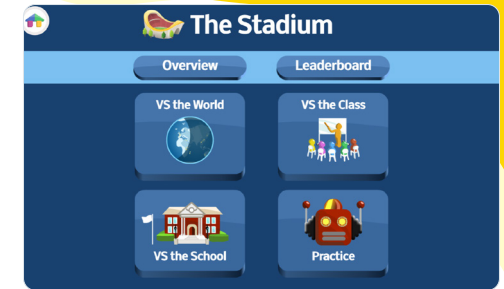 The Stadium
Overview
Leaderboard
VS the World
VS the Class
VS the School
Practice